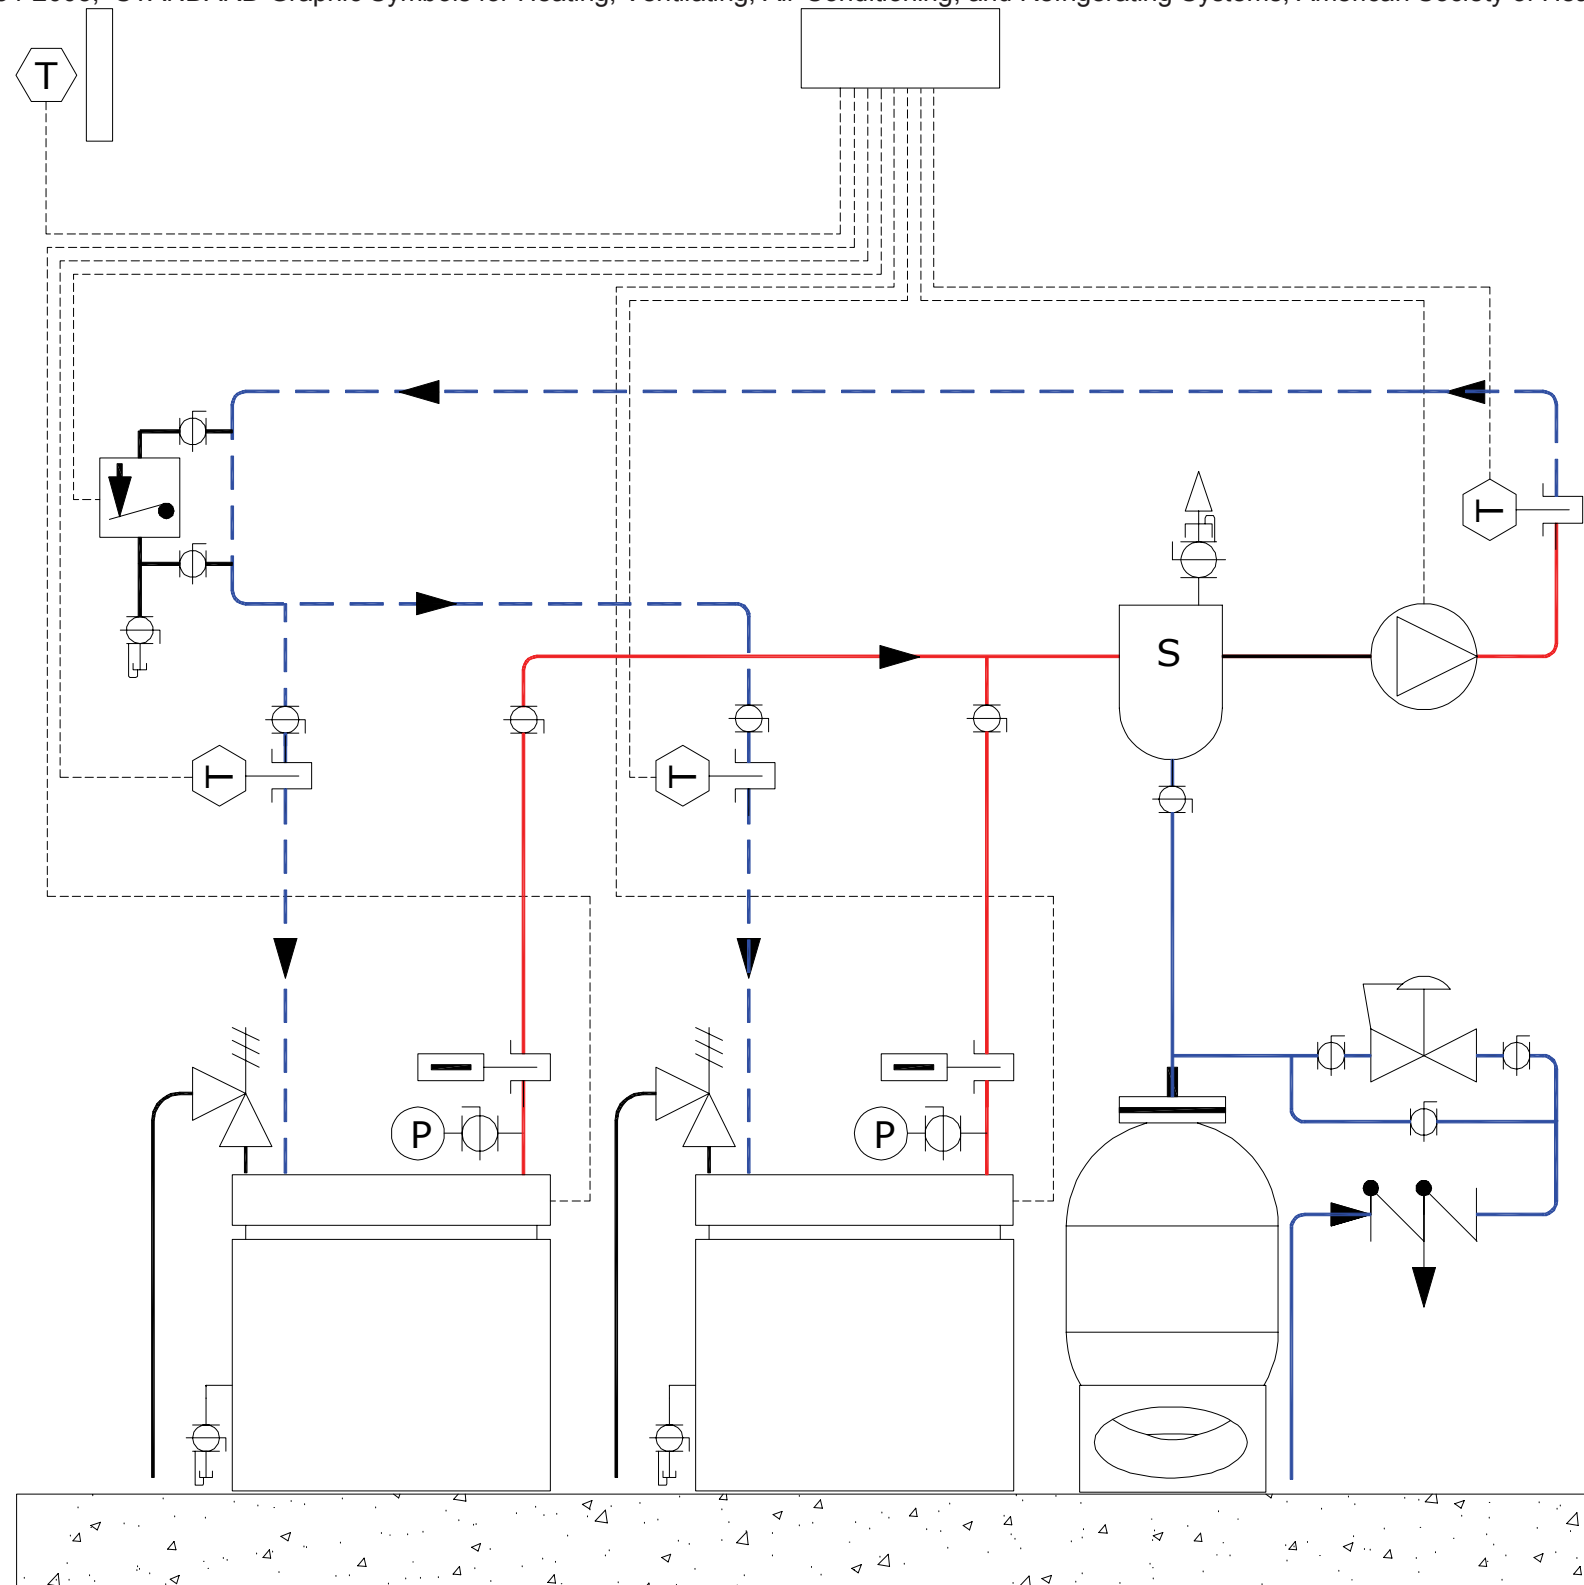 STANDARD Graphic Symbols for Heating, Ventilating, Air-Conditioning, and Refrigerating Systems, American Society of
T
T
S
T
T
P
P